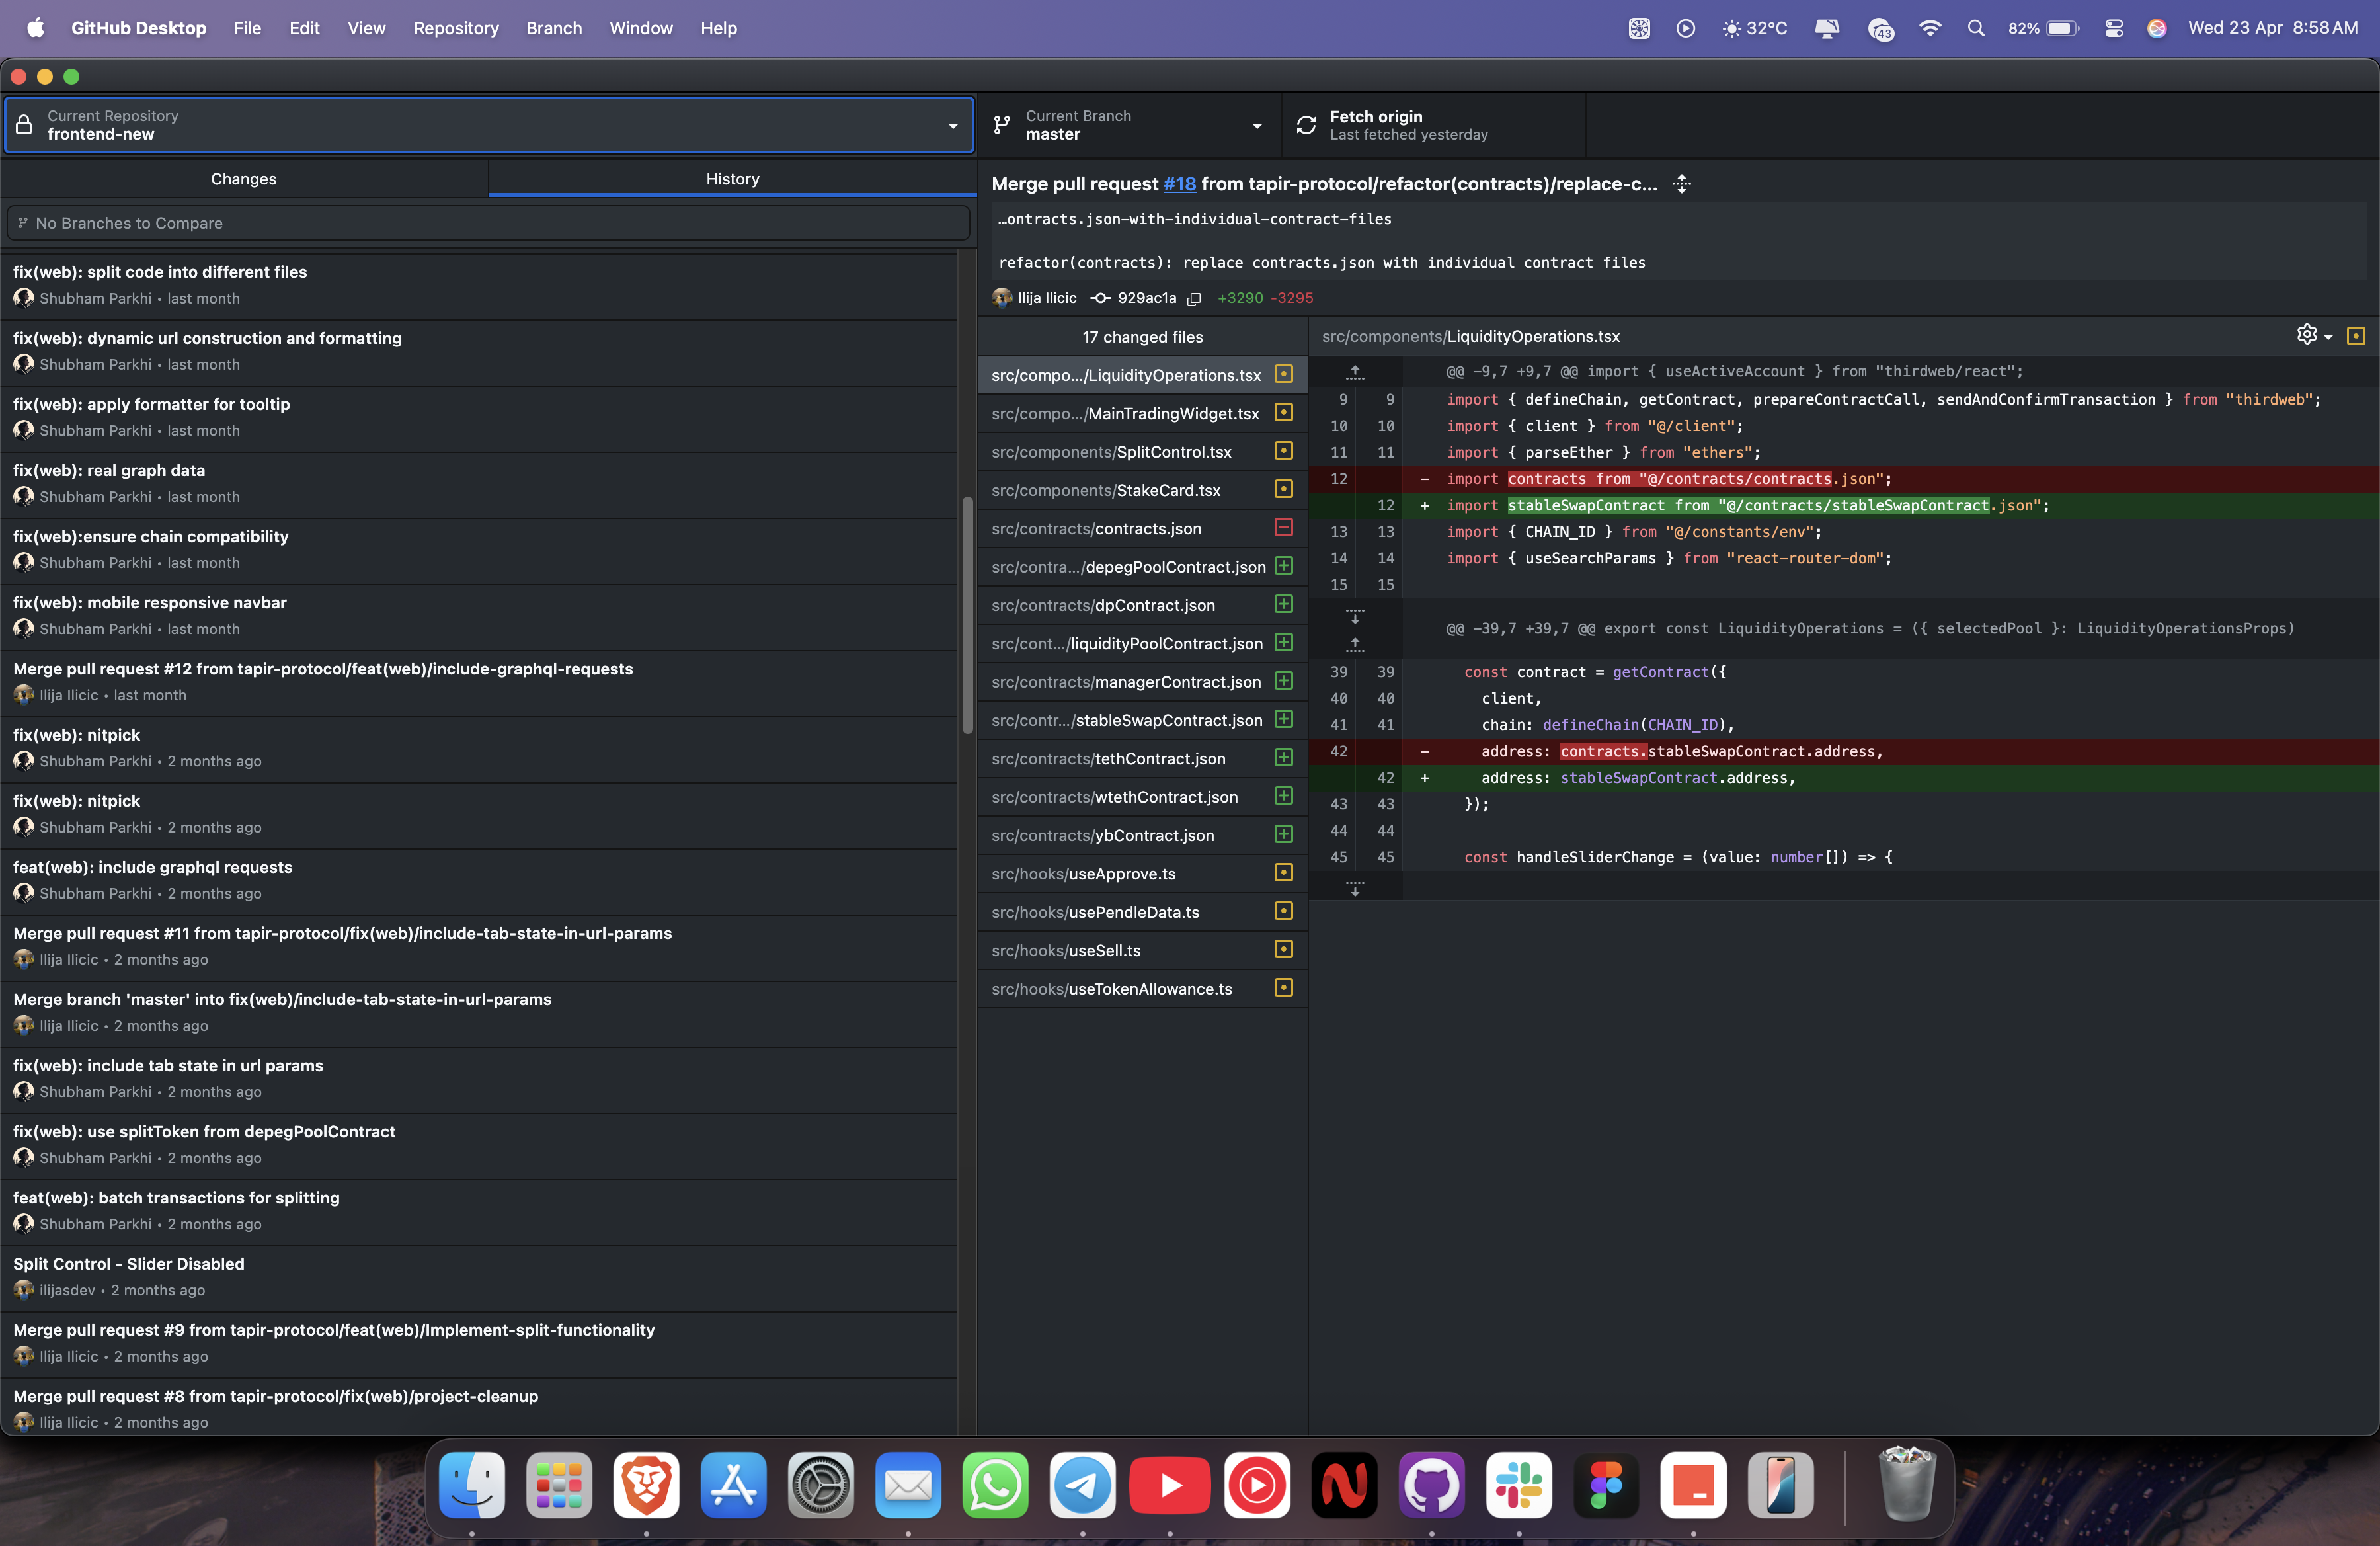 GitHub Desktop File Edit View Repository Branch Window Help
32°C 43 82% Wed 23 Apr 8:58 AM
Current Repository
frontend-new
Current Branch
master
Fetch origin
Last fetched yesterday
Changes
History
No Branches to Compare
fix(web): split code into different files
Shubham Parkhi • last month
fix(web): dynamic url construction and formatting
Shubham Parkhi • last month
fix(web): apply formatter for tooltip
Shubham Parkhi • last month
fix(web): real graph data
Shubham Parkhi • last month
fix(web):ensure chain compatibility
Shubham Parkhi • last month
fix(web): mobile responsive navbar
Shubham Parkhi • last month
Merge pull request #12 from tapir-protocol/feat(web)/include-graphql-requests
Ilija Ilicic • last month
fix(web): nitpick
Shubham Parkhi • 2 months ago
fix(web): nitpick
Shubham Parkhi • 2 months ago
feat(web): include graphql requests
Shubham Parkhi • 2 months ago
Merge pull request #11 from tapir-protocol/fix(web)/include-tab-state-in-url-params
Ilija Ilicic • 2 months ago
Merge branch 'master' into fix(web)/include-tab-state-in-url-params
Ilija Ilicic • 2 months ago
fix(web): include tab state in url params
Shubham Parkhi • 2 months ago
fix(web): use splitToken from depegPoolContract
Shubham Parkhi • 2 months ago
feat(web): batch transactions for splitting
Shubham Parkhi • 2 months ago
Split Control - Slider Disabled
ilijasdev • 2 months ago
Merge pull request #9 from tapir-protocol/feat(web)/Implement-split-functionality
Ilija Ilicic • 2 months ago
Merge pull request #8 from tapir-protocol/fix(web)/project-cleanup
Ilija Ilicic • 2 months ago
Merge pull request #18 from tapir-protocol/refactor(contracts)/replace-c...
…ontracts.json-with-individual-contract-files
refactor(contracts): replace contracts.json with individual contract files
Ilija Ilicic 929ac1a +3290 -3295
17 changed files
src/compo.../LiquidityOperations.tsx
src/compo.../MainTradingWidget.tsx
src/components/SplitControl.tsx
src/components/StakeCard.tsx
src/contracts/contracts.json
src/contra.../depegPoolContract.json
src/contracts/dpContract.json
src/cont.../liquidityPoolContract.json
src/contracts/managerContract.json
src/contr.../stableSwapContract.json
src/contracts/tethContract.json
src/contracts/wtethContract.json
src/contracts/ybContract.json
src/hooks/useApprove.ts
src/hooks/usePendleData.ts
src/hooks/useSell.ts
src/hooks/useTokenAllowance.ts
src/components/LiquidityOperations.tsx
@@ -9,7 +9,7 @@ import { useActiveAccount } from "thirdweb/react";
9 9 import { defineChain, getContract, prepareContractCall, sendAndConfirmTransaction } from "thirdweb";
10 10 import { client } from "@/client";
11 11 import { parseEther } from "ethers";
12 - import contracts from "@/contracts/contracts.json";
12 + import stableSwapContract from "@/contracts/stableSwapContract.json";
13 13 import { CHAIN_ID } from "@/constants/env";
14 14 import { useSearchParams } from "react-router-dom";
15 15
@@ -39,7 +39,7 @@ export const LiquidityOperations = ({ selectedPool }: LiquidityOperationsProps)
39 39 const contract = getContract({
40 40 client,
41 41 chain: defineChain(CHAIN_ID),
42 - address: contracts.stableSwapContract.address,
42 + address: stableSwapContract.address,
43 43 });
44 44
45 45 const handleSliderChange = (value: number[]) => {